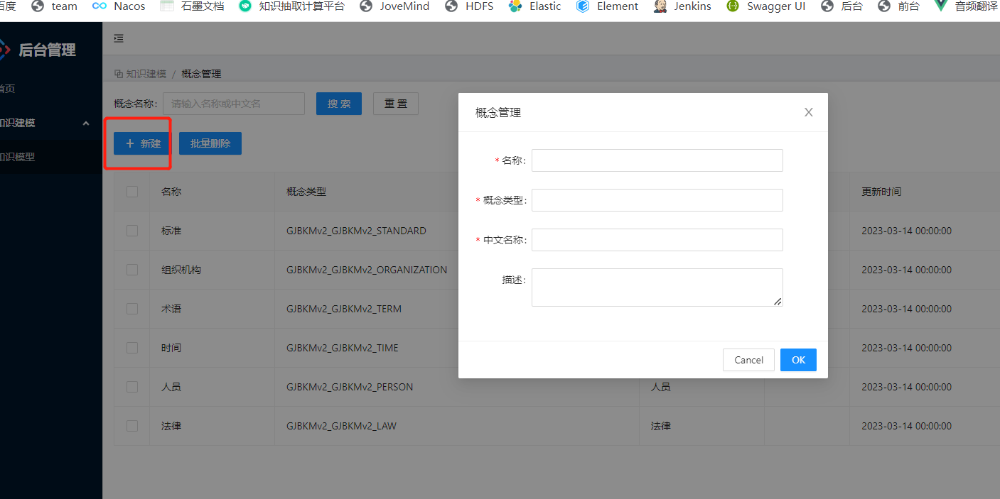 百度 team Nacos 石墨文档 知识抽取计算平台 JoveMind HDFS Elastic Element Jenkins Swagger UI 后台 前台 音频翻译
后台管理
首页
知识建模
知识模型
知识建模 / 概念管理
概念名称: 请输入名称或中文名 搜 索 重 置
+ 新建 批量删除
名称 概念类型 更新时间
标准 GJBKMv2_GJBKMv2_STANDARD 2023-03-14 00:00:00
组织机构 GJBKMv2_GJBKMv2_ORGANIZATION 2023-03-14 00:00:00
术语 GJBKMv2_GJBKMv2_TERM 2023-03-14 00:00:00
时间 GJBKMv2_GJBKMv2_TIME 2023-03-14 00:00:00
人员 GJBKMv2_GJBKMv2_PERSON 人员 2023-03-14 00:00:00
法律 GJBKMv2_GJBKMv2_LAW 法律 2023-03-14 00:00:00
概念管理
* 名称:
* 概念类型:
* 中文名称:
描述:
Cancel OK